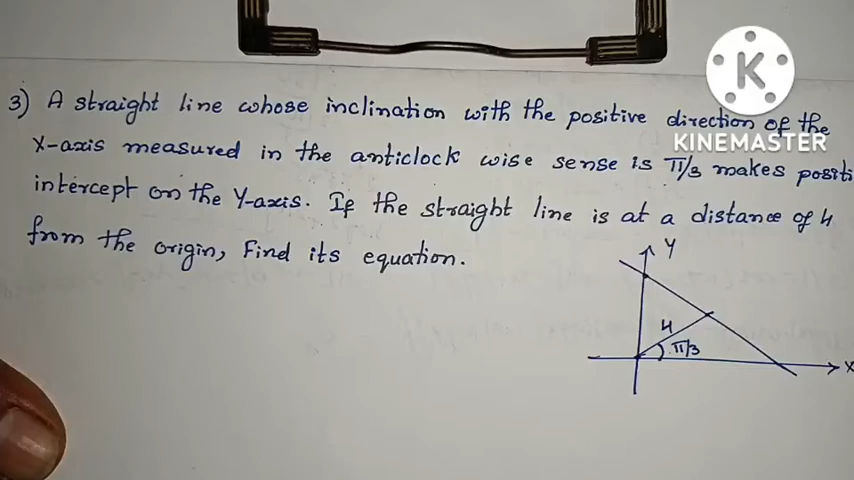 K
KINEMASTER
3) A straight line whose inclination with the positive direction of the
X-axis measured in the anticlock wise sense is π/3 makes positi
intercept on the Y-axis. If the straight line is at a distance of 4
from the origin, Find its equation.
Y
4
π/3
X